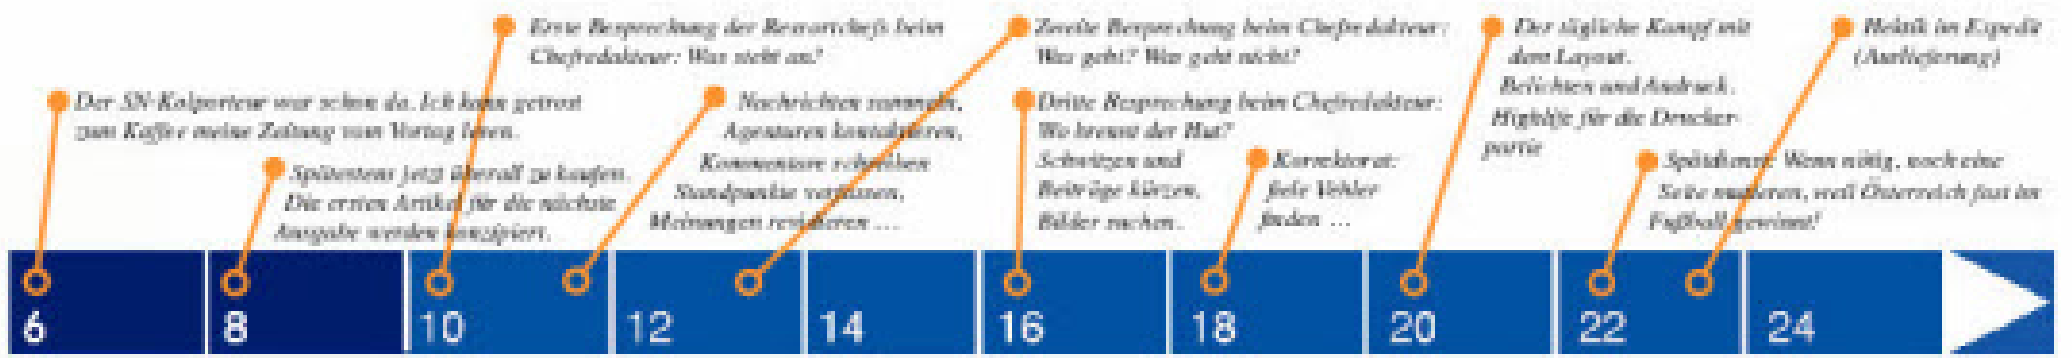 Der SN-Kolporteur war schon da. Ich kann getrost
zum Kaffee meine Zeitung vom Vortag lesen.
Spätestens jetzt überall zu kaufen.
Die ersten Artikel für die nächste
Ausgabe werden konzipiert.
Erste Besprechung der Ressortchefs beim
Chefredakteur: Was steht an?
Nachrichten sammeln,
Agenturen kontaktieren,
Kommentare schreiben
Standpunkte verfassen,
Meinungen revidieren ...
Zweite Besprechung beim Chefredakteur:
Was geht? Was geht nicht?
Dritte Besprechung beim Chefredakteur:
Wo brennt der Hut?
Schwitzen und
Beiträge kürzen,
Bilder suchen.
Korrektorat:
fiele Vehler
finden ...
Der tägliche Kampf mit
dem Layout.
Belichten und Andruck.
Highlife für die Drucker-
partie
Spätdienst: Wenn nötig, noch eine
Seite mutieren, weil Österreich fast im
Fußball gewinnt!
Hektik im Expedit
(Auslieferung)
6 8 10 12 14 16 18 20 22 24